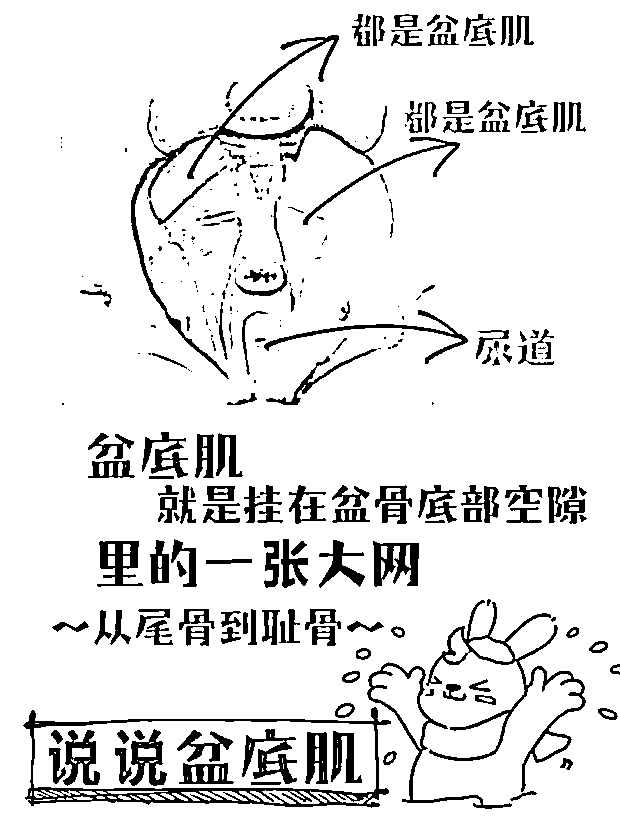 都是盆底肌
都是盆底肌
尿道
盆底肌
就是挂在盆骨底部空隙
里的一张大网
～从尾骨到耻骨～
说说盆底肌